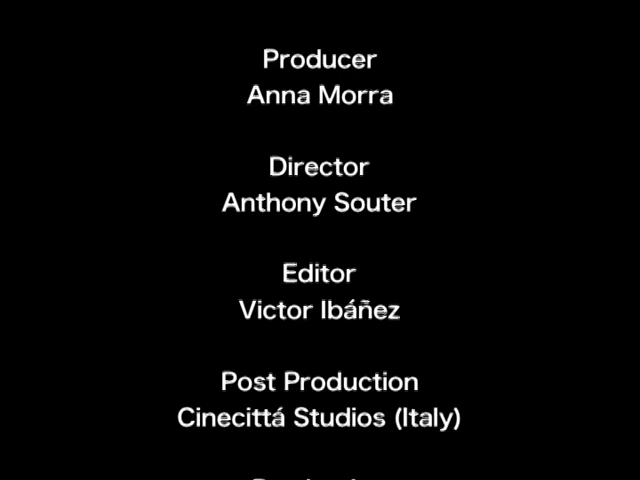 Producer
Anna Morra
Director
Anthony Souter
Editor
Victor Ibáñez
Post Production
Cinecittá Studios (Italy)